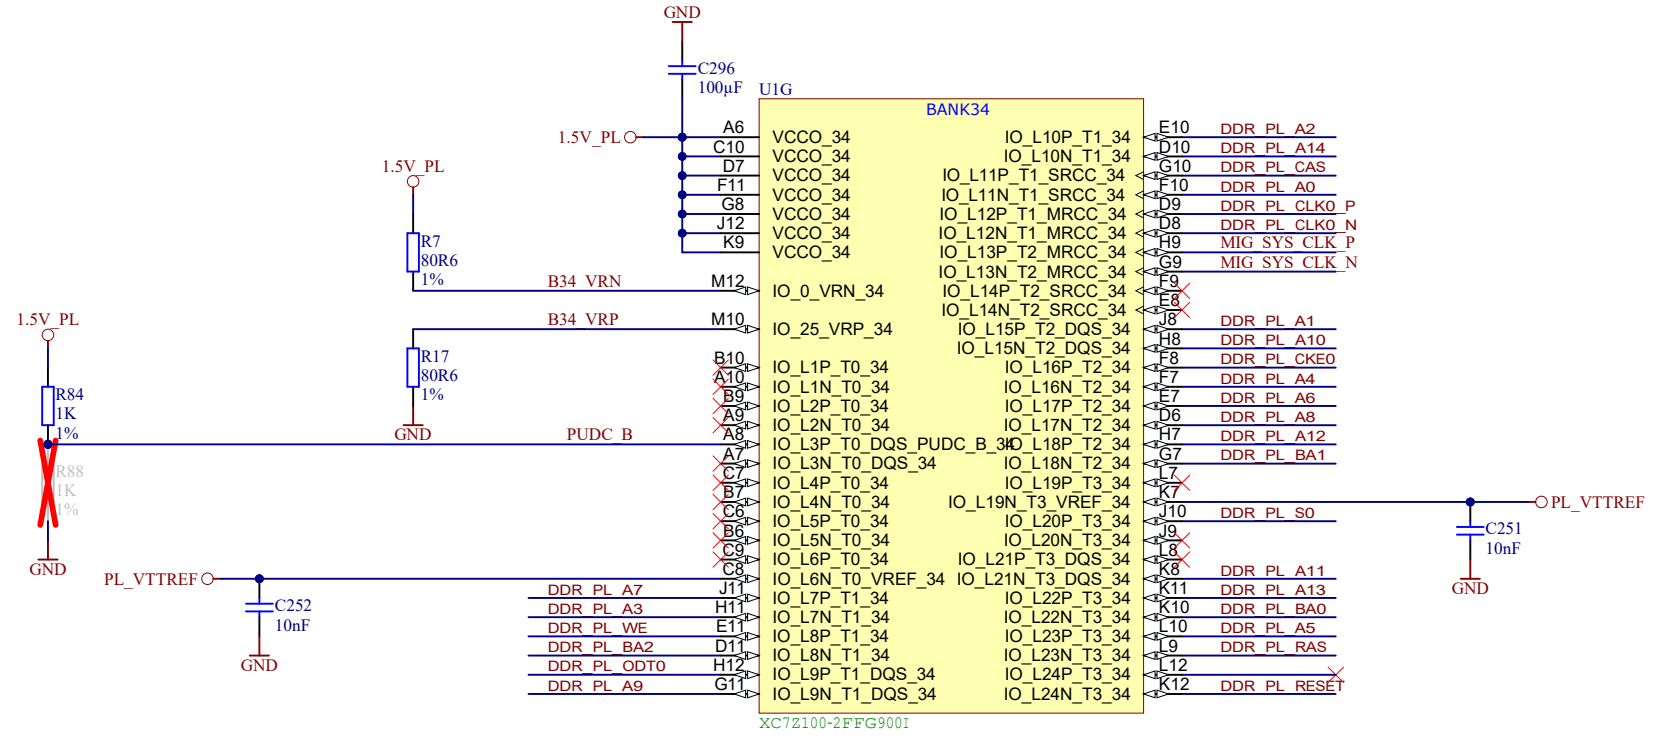 GND
C296
100µF
U1G
BANK34
1.5V_PL
A6 VCCO_34
C10 VCCO_34
D7 VCCO_34
F11 VCCO_34
G8 VCCO_34
J12 VCCO_34
K9 VCCO_34
1.5V_PL
R7
80R6
1%
B34_VRN M12 IO_0_VRN_34
B34_VRP M10 IO_25_VRP_34
R17
80R6
1%
GND
1.5V_PL
R84
1K
1%
R88
1K
1%
GND
B10 IO_L1P_T0_34
A10 IO_L1N_T0_34
B9 IO_L2P_T0_34
A9 IO_L2N_T0_34
PUDC_B A8 IO_L3P_T0_DQS_PUDC_B_34
A7 IO_L3N_T0_DQS_34
C7 IO_L4P_T0_34
B7 IO_L4N_T0_34
C6 IO_L5P_T0_34
B6 IO_L5N_T0_34
C9 IO_L6P_T0_34
PL_VTTREF C8 IO_L6N_T0_VREF_34
C252
10nF
GND
DDR_PL_A7 J11 IO_L7P_T1_34
DDR_PL_A3 H11 IO_L7N_T1_34
DDR_PL_WE E11 IO_L8P_T1_34
DDR_PL_BA2 D11 IO_L8N_T1_34
DDR_PL_ODT0 H12 IO_L9P_T1_DQS_34
DDR_PL_A9 G11 IO_L9N_T1_DQS_34
IO_L10P_T1_34 E10 DDR_PL_A2
IO_L10N_T1_34 D10 DDR_PL_A14
IO_L11P_T1_SRCC_34 G10 DDR_PL_CAS
IO_L11N_T1_SRCC_34 F10 DDR_PL_A0
IO_L12P_T1_MRCC_34 D9 DDR_PL_CLK0_P
IO_L12N_T1_MRCC_34 D8 DDR_PL_CLK0_N
IO_L13P_T2_MRCC_34 H9 MIG_SYS_CLK_P
IO_L13N_T2_MRCC_34 G9 MIG_SYS_CLK_N
IO_L14P_T2_SRCC_34 F9
IO_L14N_T2_SRCC_34 E8
IO_L15P_T2_DQS_34 J8 DDR_PL_A1
IO_L15N_T2_DQS_34 H8 DDR_PL_A10
IO_L16P_T2_34 F8 DDR_PL_CKE0
IO_L16N_T2_34 F7 DDR_PL_A4
IO_L17P_T2_34 E7 DDR_PL_A6
IO_L17N_T2_34 D6 DDR_PL_A8
IO_L18P_T2_34 H7 DDR_PL_A12
IO_L18N_T2_34 G7 DDR_PL_BA1
IO_L19P_T3_34 L7
IO_L19N_T3_VREF_34 K7 PL_VTTREF
C251
10nF
GND
IO_L20P_T3_34 J10 DDR_PL_S0
IO_L20N_T3_34 J9
IO_L21P_T3_DQS_34 L8
IO_L21N_T3_DQS_34 K8 DDR_PL_A11
IO_L22P_T3_34 K11 DDR_PL_A13
IO_L22N_T3_34 K10 DDR_PL_BA0
IO_L23P_T3_34 L10 DDR_PL_A5
IO_L23N_T3_34 L9 DDR_PL_RAS
IO_L24P_T3_34 L12
IO_L24N_T3_34 K12 DDR_PL_RESET
XC7Z100-2FFG900I